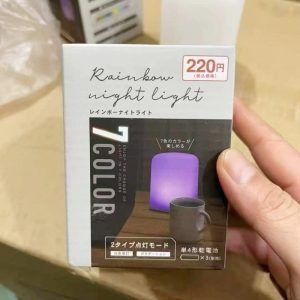 220円
(税込価格)
Rainbow
night light
レインボーナイトライト
7色のカラーが
楽しめる
7 COLOR
2タイプ点灯モード
単4形乾電池
×3(別売)